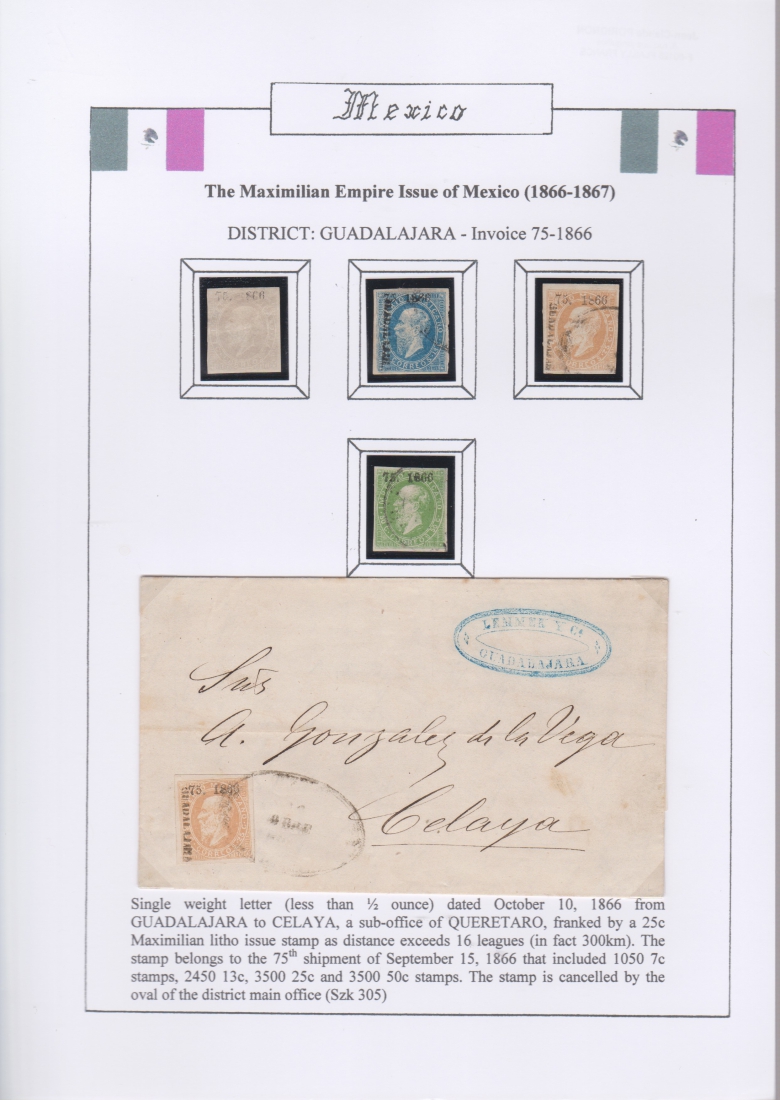 Mexico
The Maximilian Empire Issue of Mexico (1866-1867)
DISTRICT: GUADALAJARA - Invoice 75-1866
75. 1866
1866
75. 1866
GUADALAJARA
75. 1866
LEMMEN Y Cª
GUADALAJARA
Srs
A. Gonzalez de la Vega
Celaya
75. 1866
GUADALAJARA
Single weight letter (less than ½ ounce) dated October 10, 1866 from
GUADALAJARA to CELAYA, a sub-office of QUERETARO, franked by a 25c
Maximilian litho issue stamp as distance exceeds 16 leagues (in fact 300km). The
stamp belongs to the 75th shipment of September 15, 1866 that included 1050 7c
stamps, 2450 13c, 3500 25c and 3500 50c stamps. The stamp is cancelled by the
oval of the district main office (Szk 305)